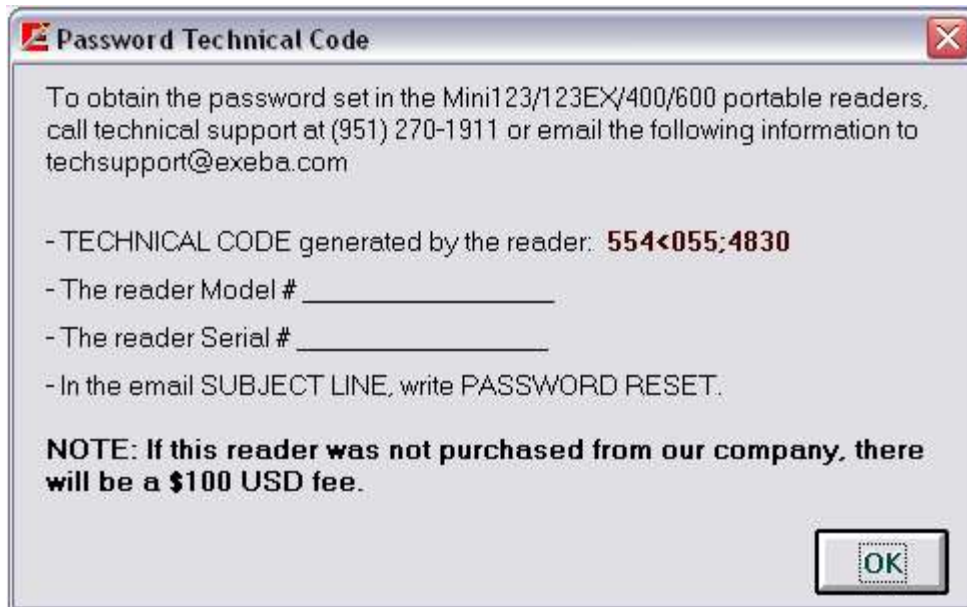 Password Technical Code
To obtain the password set in the Mini123/123EX/400/600 portable readers,
call technical support at (951) 270-1911 or email the following information to
techsupport@exeba.com
- TECHNICAL CODE generated by the reader: 554<055;4830
- The reader Model # ____________________
- The reader Serial # ____________________
- In the email SUBJECT LINE, write PASSWORD RESET.
NOTE: If this reader was not purchased from our company, there
will be a $100 USD fee.
OK